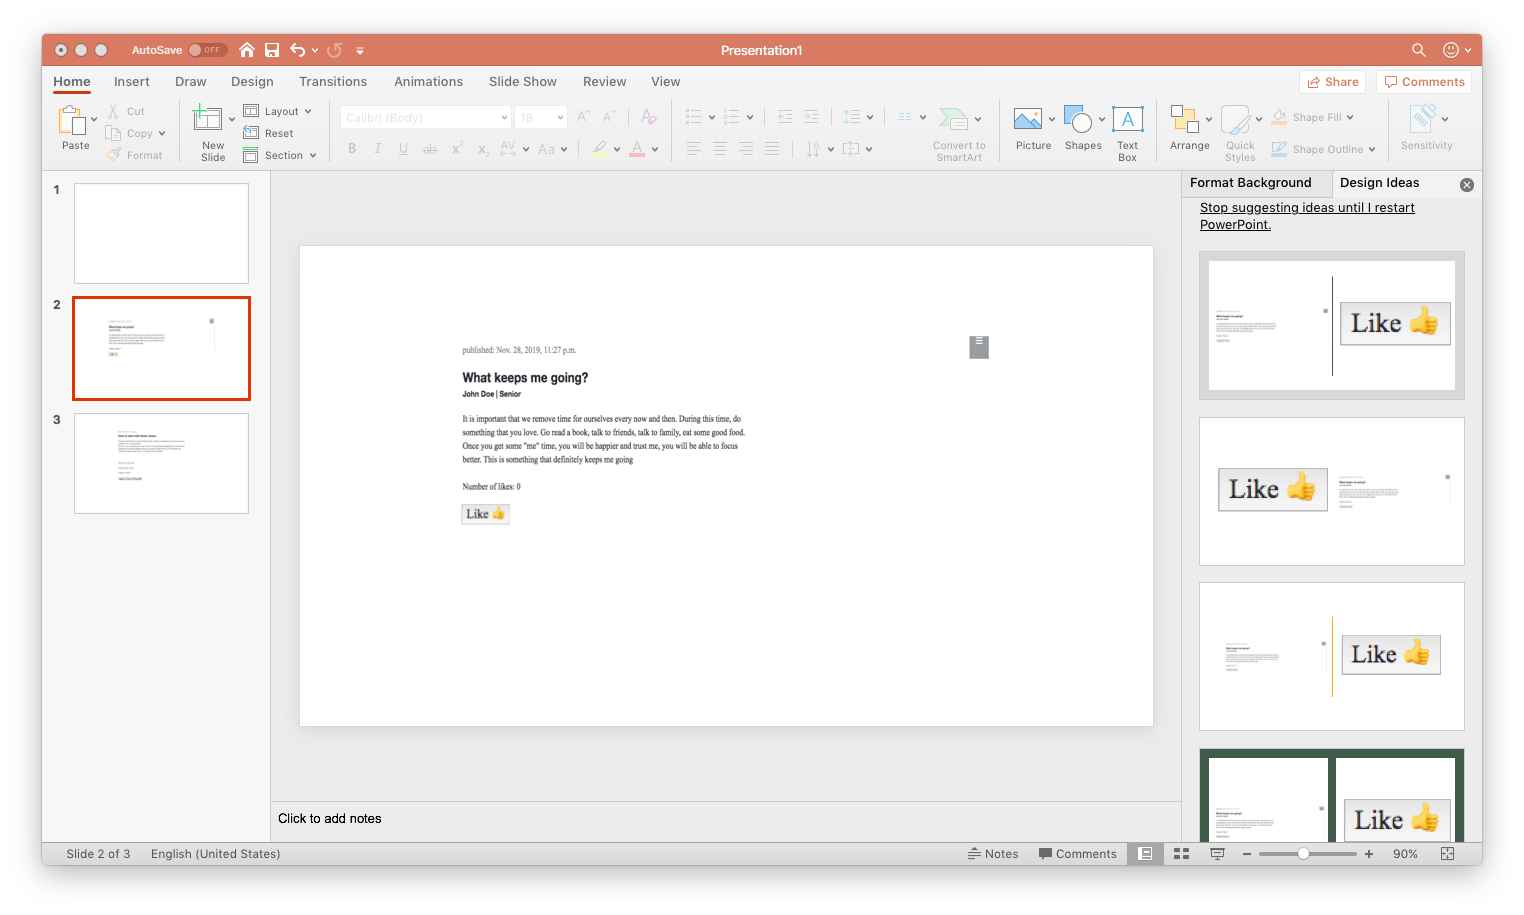 AutoSave OFF
Presentation1
Home Insert Draw Design Transitions Animations Slide Show Review View
Share Comments
Paste
Cut
Copy
Format
New
Slide
Layout
Reset
Section
Calibri (Body) 18
B I U ab x² x₂ AV Aa A
Convert to
SmartArt
Picture
Shapes
Text
Box
Arrange
Quick
Styles
Shape Fill
Shape Outline
Sensitivity
1
2
3
published: Nov. 28, 2019, 11:27 p.m.
What keeps me going?
John Doe | Senior
It is important that we remove time for ourselves every now and then. During this time, do
something that you love. Go read a book, talk to friends, talk to family, eat some good food.
Once you get some "me" time, you will be happier and trust me, you will be able to focus
better. This is something that definitely keeps me going
Number of likes: 0
Like 👍
Format Background Design Ideas
Stop suggesting ideas until I restart
PowerPoint.
Like 👍
Like 👍
Like 👍
Like 👍
Click to add notes
Slide 2 of 3 English (United States)
Notes Comments 90%